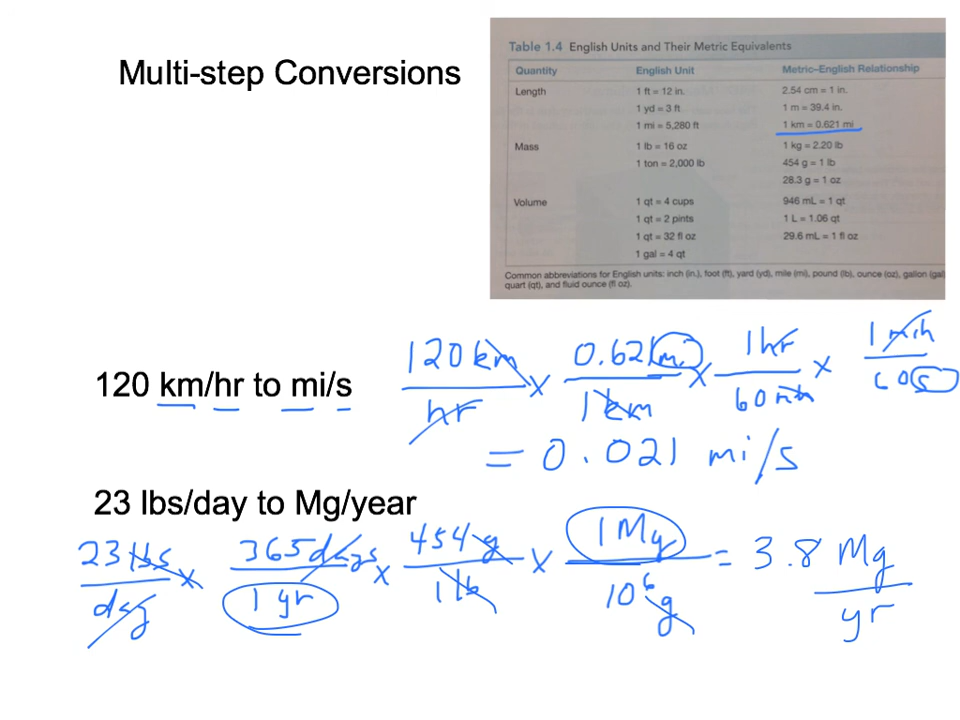 Multi-step Conversions
Table 1.4 English Units and Their Metric Equivalents
Quantity English Unit Metric–English Relationship
Length 1 ft = 12 in. 2.54 cm = 1 in.
1 yd = 3 ft 1 m = 39.4 in.
1 mi = 5,280 ft 1 km = 0.621 mi
Mass 1 lb = 16 oz 1 kg = 2.20 lb
1 ton = 2,000 lb 454 g = 1 lb
28.3 g = 1 oz
Volume 1 qt = 4 cups 946 mL = 1 qt
1 qt = 2 pints 1 L = 1.06 qt
1 qt = 32 fl oz 29.6 mL = 1 fl oz
1 gal = 4 qt
Common abbreviations for English units: inch (in.), foot (ft), yard (yd), mile (mi), pound (lb), ounce (oz), gallon (gal
quart (qt), and fluid ounce (fl oz).
120 km/hr to mi/s
120 km / hr × 0.621 mi / 1 km × 1 hr / 60 min × 1 min / 60 s
= 0.021 mi/s
23 lbs/day to Mg/year
23 lbs / day × 365 days / 1 yr × 454 g / 1 lb × 1 Mg / 10⁶ g = 3.8 Mg / yr